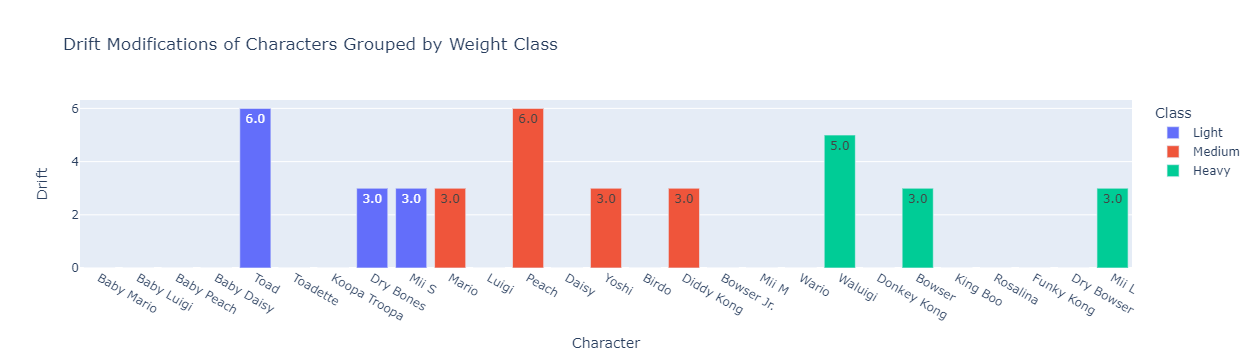 Drift Modifications of Characters Grouped by Weight Class
Class
Light
Medium
Heavy
Drift
6
4
2
0
6.0
3.0
3.0
3.0
6.0
3.0
3.0
5.0
3.0
3.0
Baby Mario
Baby Luigi
Baby Peach
Baby Daisy
Toad
Toadette
Koopa Troopa
Dry Bones
Mii S
Mario
Luigi
Peach
Daisy
Yoshi
Birdo
Diddy Kong
Bowser Jr.
Mii M
Wario
Waluigi
Donkey Kong
Bowser
King Boo
Rosalina
Funky Kong
Dry Bowser
Mii L
Character